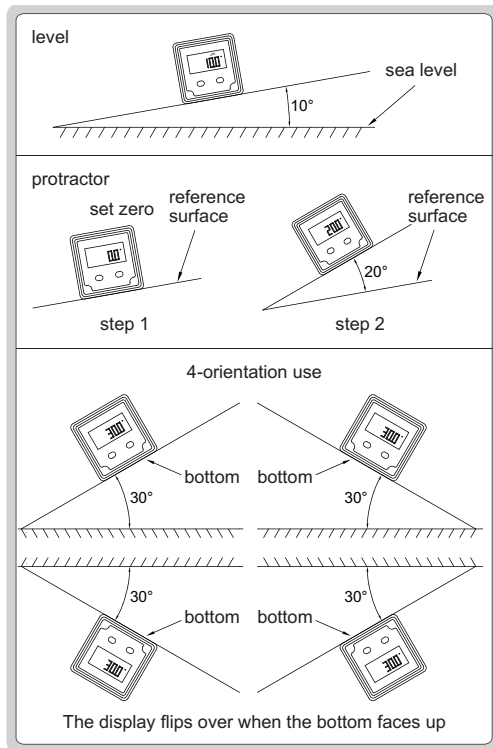 level
10.0°
sea level
10°
protractor
set zero
reference
surface
0.0°
step 1
20.0°
reference
surface
20°
step 2
4-orientation use
30.0°
bottom
30°
30.0°
bottom
30°
30°
bottom
30.0°
30°
bottom
30.0°
The display flips over when the bottom faces up